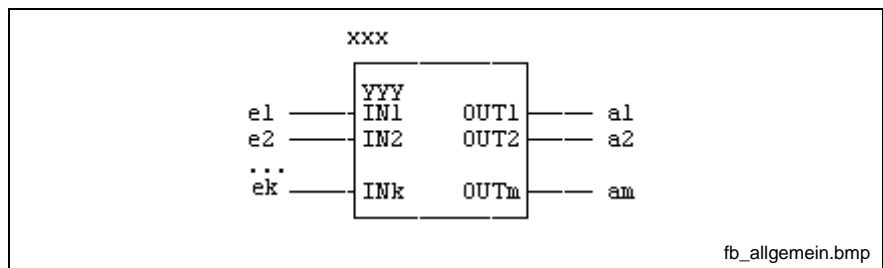 xxx
YYY
e1 IN1 OUT1 a1
e2 IN2 OUT2 a2
...
ek INk OUTm am
fb_allgemein.bmp